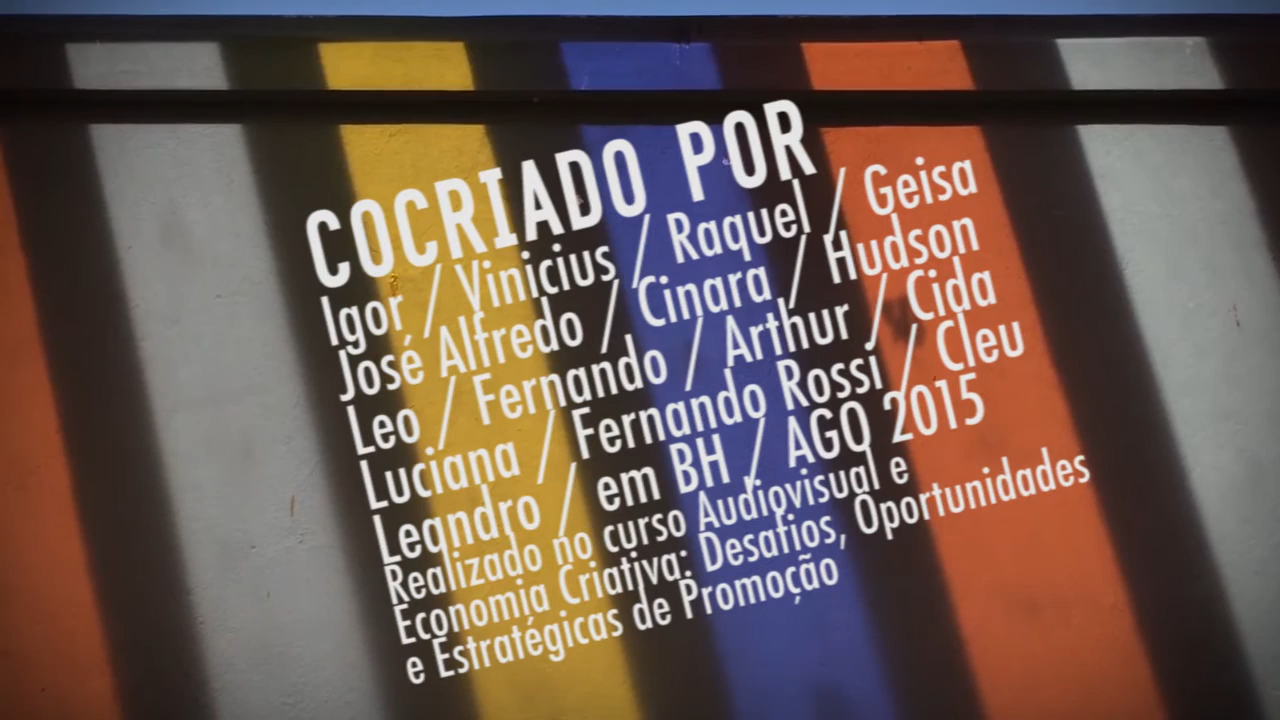 COCRIADO POR
Igor / Vinicius / Raquel / Geisa
José Alfredo / Cinara / Hudson
Leo / Fernando / Arthur / Cida
Luciana / Fernando Rossi / Cleu
Leandro / em BH / AGO 2015
Realizado no curso Audiovisual e
Economia Criativa: Desafios, Oportunidades
e Estratégicas de Promoção